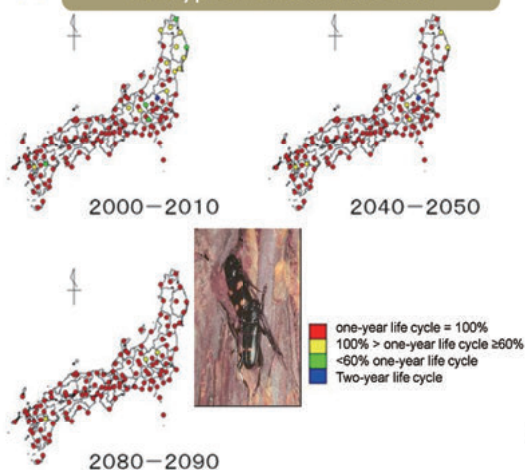 2000−2010
2040−2050
one-year life cycle = 100%
100% > one-year life cycle ≥60%
<60% one-year life cycle
Two-year life cycle
2080−2090